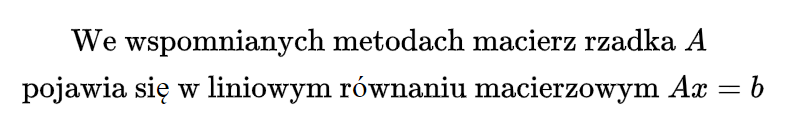 We wspomnianych metodach macierz rzadka A
pojawia się w liniowym równaniu macierzowym Ax = b